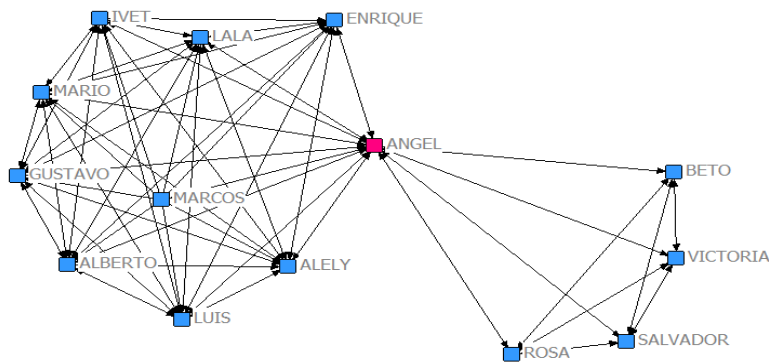 IVET
ENRIQUE
LALA
MARIO
ANGEL
BETO
GUSTAVO
MARCOS
VICTORIA
ALBERTO
ALELY
LUIS
SALVADOR
ROSA